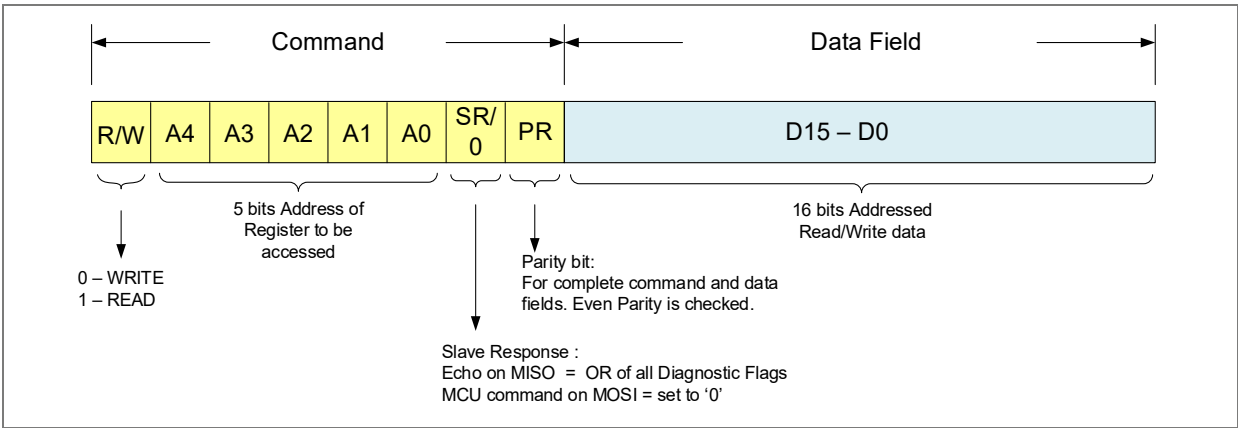 Command
Data Field
R/W A4 A3 A2 A1 A0 SR/
0 PR D15 – D0
5 bits Address of
Register to be
accessed
16 bits Addressed
Read/Write data
0 – WRITE
1 – READ
Parity bit:
For complete command and data
fields. Even Parity is checked.
Slave Response :
Echo on MISO = OR of all Diagnostic Flags
MCU command on MOSI = set to ‘0’